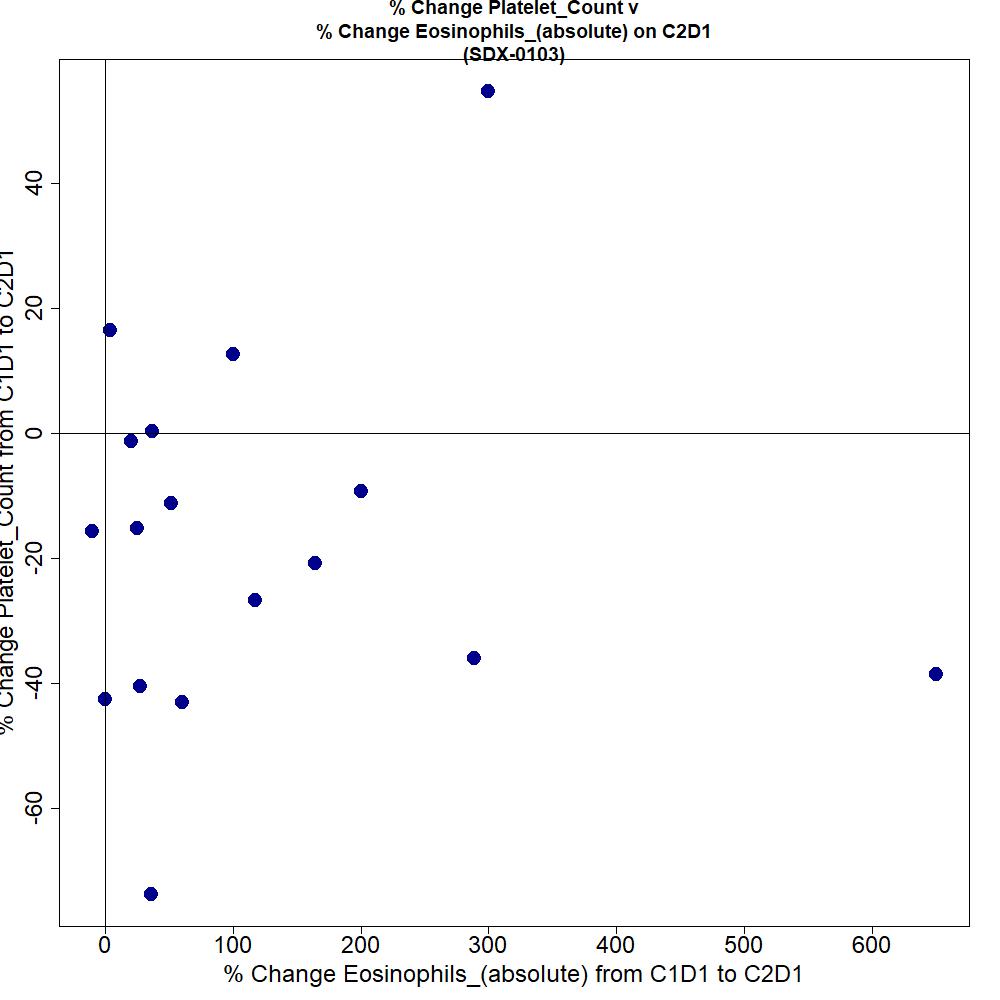 % Change Platelet_Count v
% Change Eosinophils_(absolute) on C2D1
(SDX-0103)
% Change Platelet_Count from C1D1 to C2D1
40
20
0
-20
-40
-60
0 100 200 300 400 500 600
% Change Eosinophils_(absolute) from C1D1 to C2D1